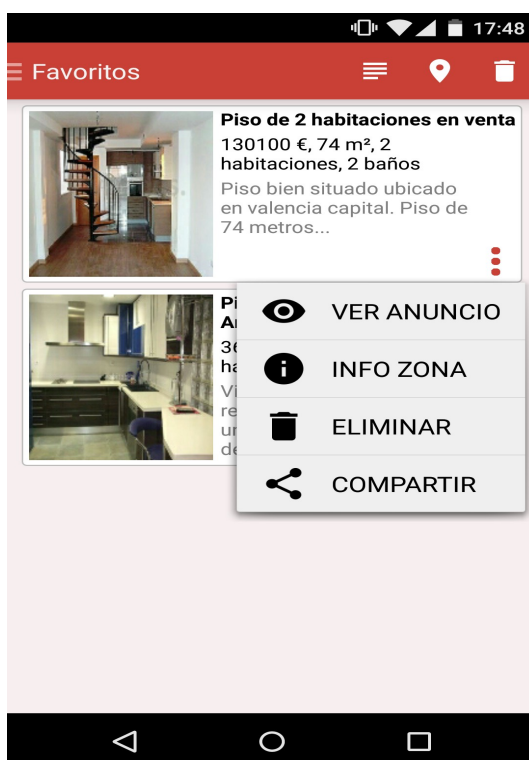 17:48
Favoritos
Piso de 2 habitaciones en venta
130100 €, 74 m², 2
habitaciones, 2 baños
Piso bien situado ubicado
en valencia capital. Piso de
74 metros...
VER ANUNCIO
INFO ZONA
ELIMINAR
COMPARTIR